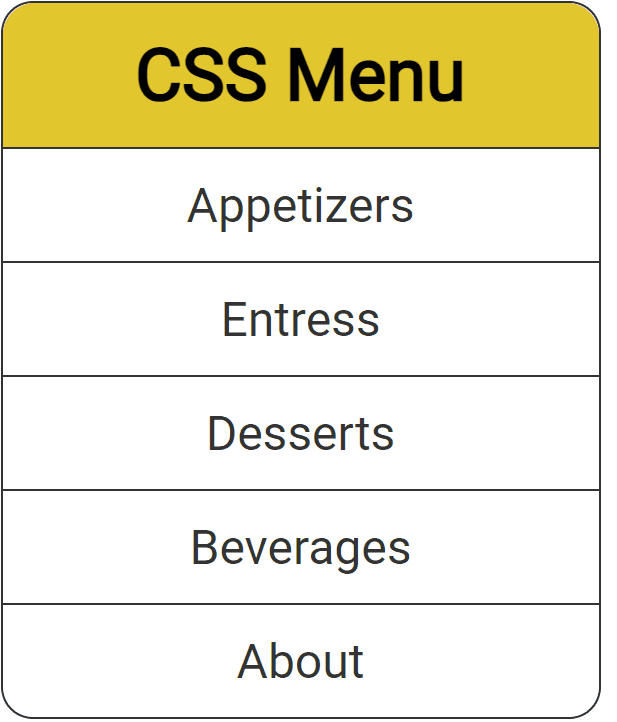 CSS Menu
Appetizers
Entress
Desserts
Beverages
About